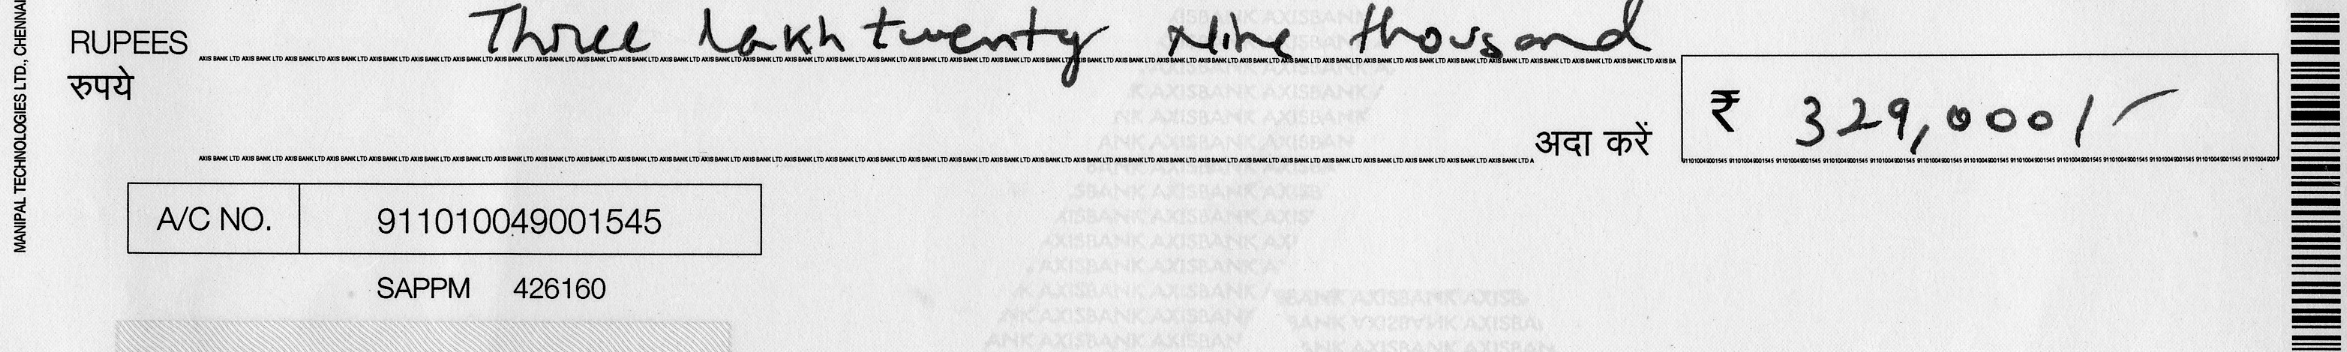 MANIPAL TECHNOLOGIES LTD., CHENNAI
RUPEES Three Lakh twenty Nine thousand
रुपये
अदा करें ₹ 329,000/-
A/C NO. 911010049001545
SAPPM 426160